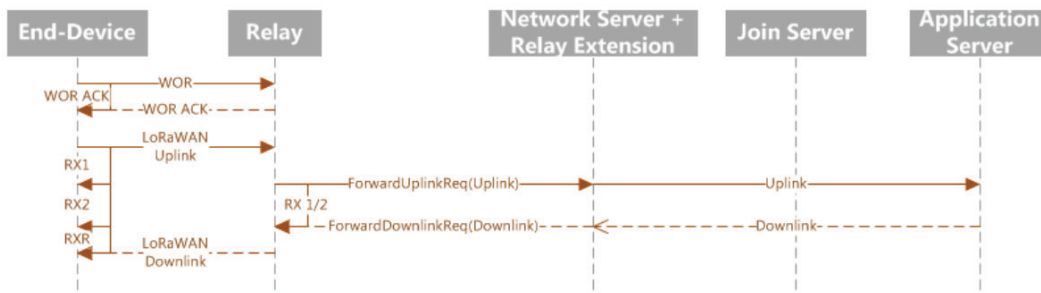 End-Device
Relay
Network Server +
Relay Extension
Join Server
Application
Server
WOR
WOR ACK
WOR ACK
LoRaWAN
Uplink
RX1
ForwardUplinkReq(Uplink)
Uplink
RX2
RX 1/2
ForwardDownlinkReq(Downlink)
Downlink
RXR
LoRaWAN
Downlink